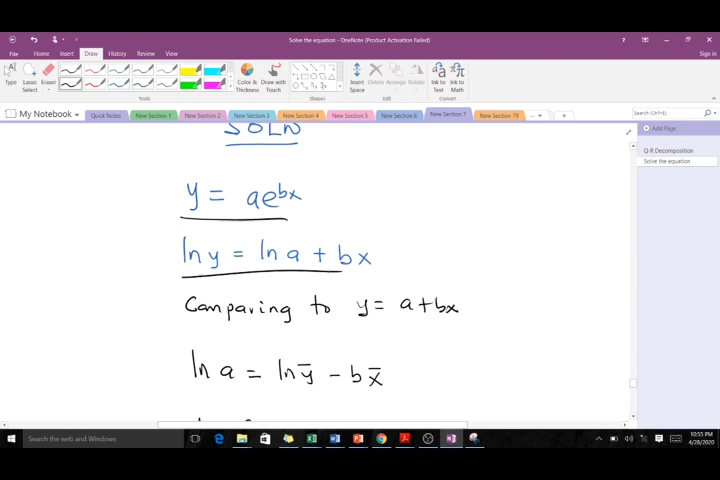 Solve the equation - OneNote (Product Activation Failed)
File Home Insert Draw History Review View Sign in
Type Lasso Select Eraser Color & Thickness Draw with Touch Insert Space Delete Arrange Rotate Ink to Text Ink to Math
Tools Shapes Edit Convert
My Notebook Quick Notes New Section 1 New Section 2 New Section 3 New Section 4 New Section 5 New Section 6 New Section 7 New Section ?9 Search (Ctrl+E)
Add Page
Q-R Decomposition
Solve the equation
SOLN
y = ae^bx
ln y = ln a + bx
Comparing to y = a + bx
ln a = ln y̅ - b x̅
Search the Web and Windows
10:55 PM
4/28/2020